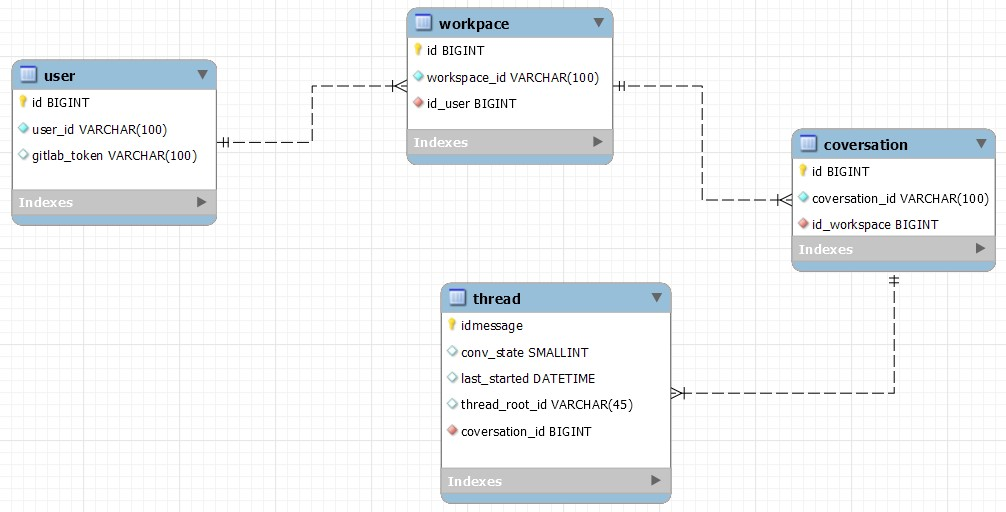 user
id BIGINT
user_id VARCHAR(100)
gitlab_token VARCHAR(100)
Indexes
workpace
id BIGINT
workspace_id VARCHAR(100)
id_user BIGINT
Indexes
coversation
id BIGINT
coversation_id VARCHAR(100)
id_workspace BIGINT
Indexes
thread
idmessage
conv_state SMALLINT
last_started DATETIME
thread_root_id VARCHAR(45)
coversation_id BIGINT
Indexes